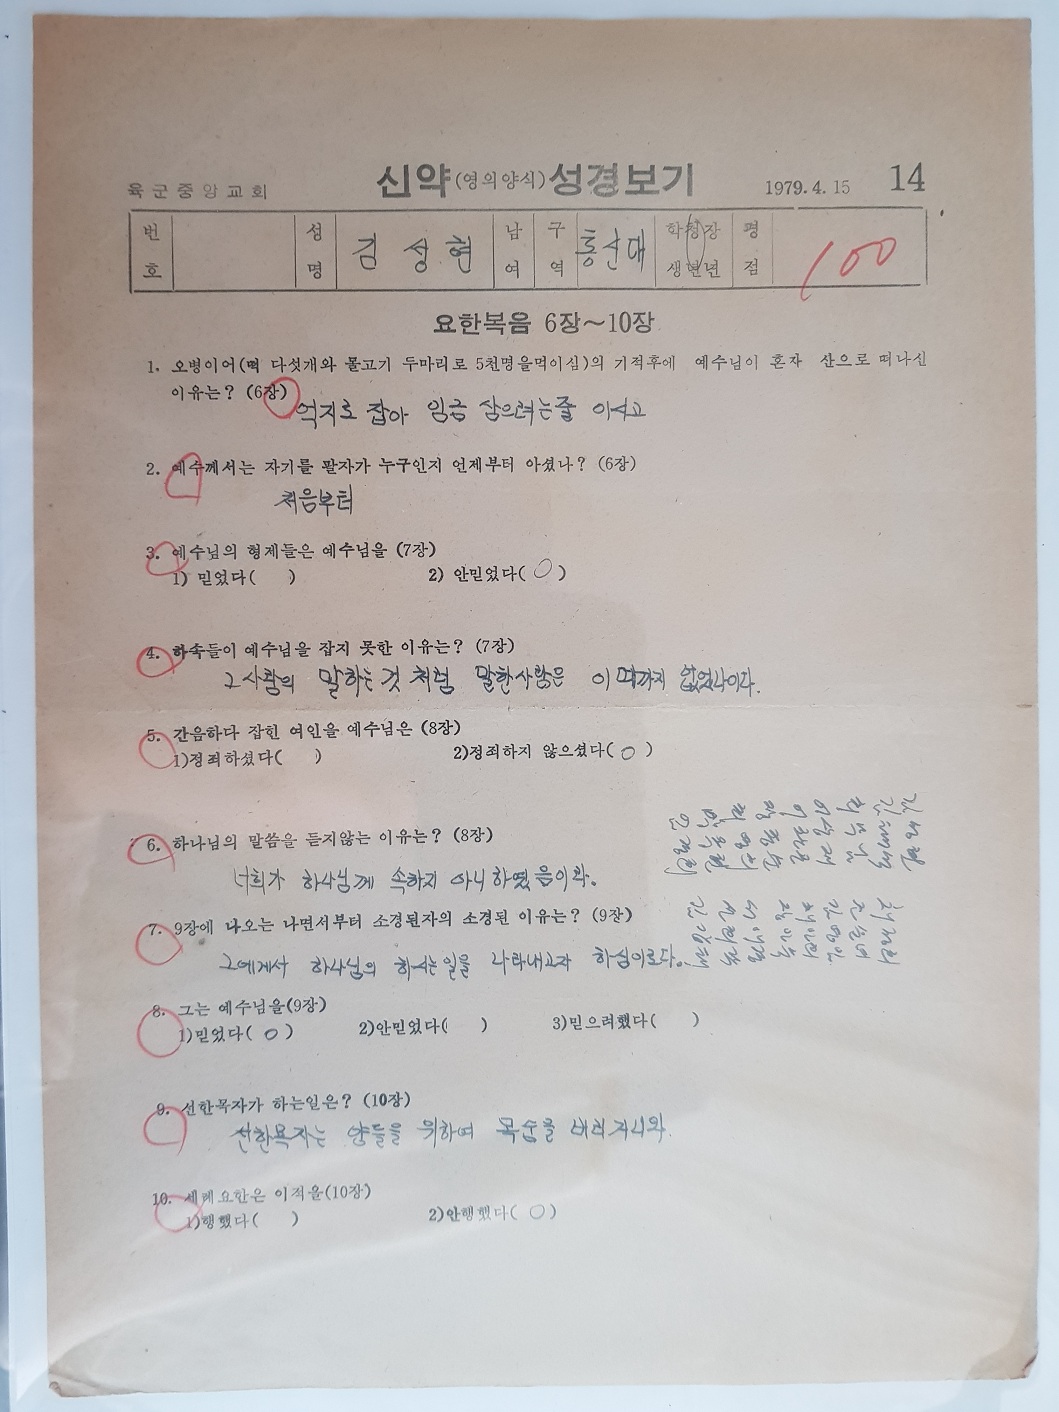 육군중앙교회 신약(영의양식)성경보기 1979.4.15 14
번호 성명 김성현 남여 구역 홍선대 학생 청현 장년 평점 100
요한복음 6장~10장
1. 오병이어(떡 다섯개와 물고기 두마리로 5천명을먹이심)의 기적후에 예수님이 혼자 산으로 떠나신
이유는? (6장)
억지로 잡아 임금 삼으려는줄 아시고
2. 예수께서는 자기를 팔자가 누구인지 언제부터 아셨나? (6장)
처음부터
3. 예수님의 형제들은 예수님을 (7장)
1) 믿었다( ) 2) 안믿었다( ○ )
4. 하속들이 예수님을 잡지 못한 이유는? (7장)
그 사람의 말하는것 처럼 말한사람은 이때까지 없었나이다.
5. 간음하다 잡힌 여인을 예수님은 (8장)
1)정죄하셨다( ) 2)정죄하지 않으셨다( ○ )
6. 하나님의 말씀을 듣지않는 이유는? (8장)
너희가 하나님께 속하지 아니하였음이라.
7. 9장에 나오는 나면서부터 소경된자의 소경된 이유는? (9장)
그에게서 하나님의 하시는일을 나타내고자 하심이로다.
8. 그는 예수님을(9장)
1)믿었다( ○ ) 2)안믿었다( ) 3)믿으려했다( )
9. 선한목자가 하는일은? (10장)
선한목자는 양들을 위하여 목숨을 버리거니와
10. 세례요한은 이적을(10장)
1)행했다( ) 2)안행했다( ○ )